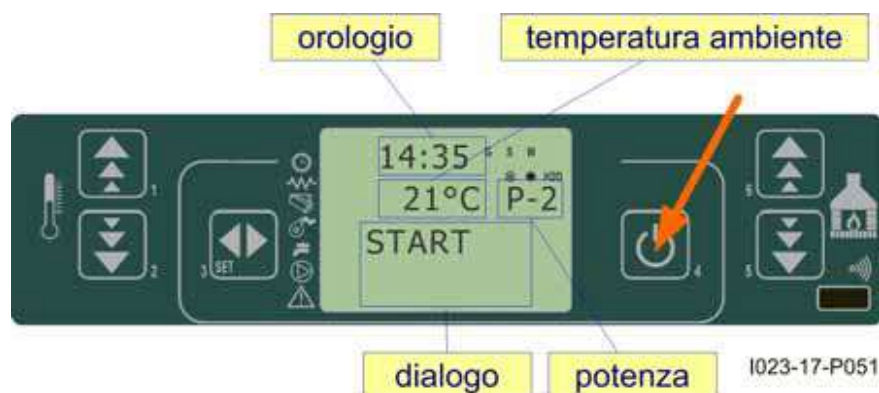 orologio
temperatura ambiente
14:35
21°C
P-2
START
1
2
3
SET
4
6
5
dialogo
potenza
I023-17-P051